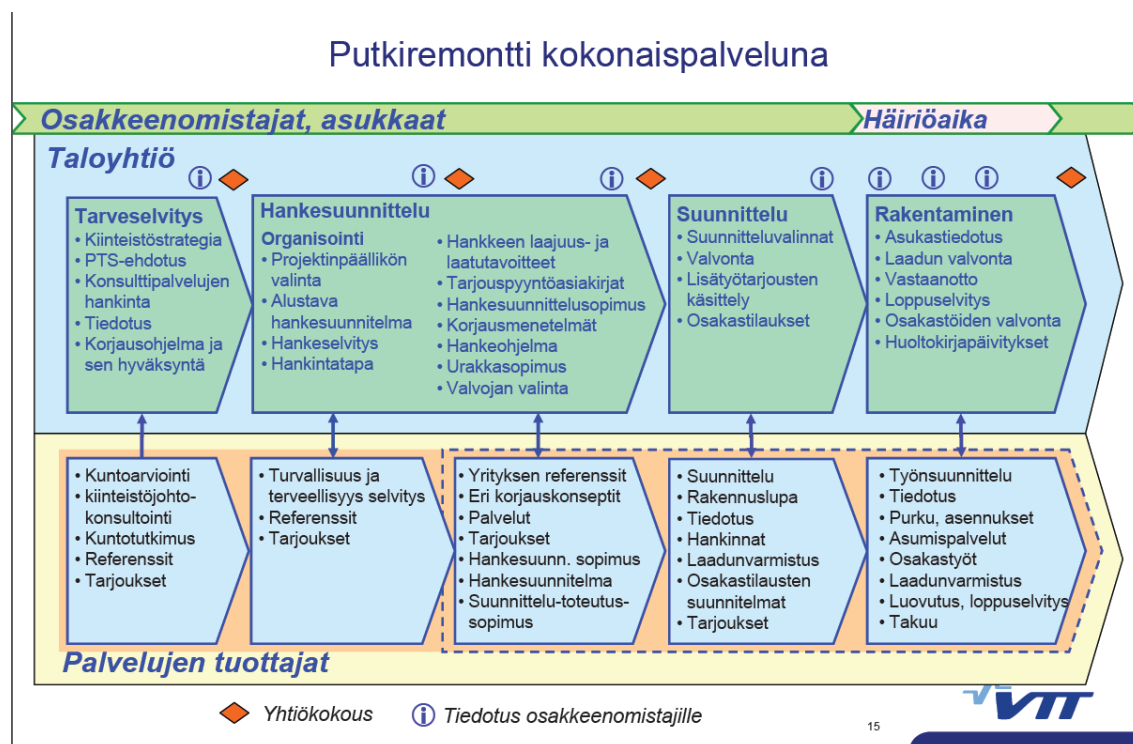 Putkiremontti kokonaispalveluna
Osakkeenomistajat, asukkaat
Häiriöaika
Taloyhtiö
Tarveselvitys
• Kiinteistöstrategia
• PTS-ehdotus
• Konsulttipalvelujen
hankinta
• Tiedotus
• Korjausohjelma ja
sen hyväksyntä
Hankesuunnittelu
Organisointi
• Projektinpäällikön
valinta
• Alustava
hankesuunnitelma
• Hankeselvitys
• Hankintatapa
• Hankkeen laajuus- ja
laatutavoitteet
• Tarjouspyyntöasiakirjat
• Hankesuunnittelusopimus
• Korjausmenetelmät
• Hankeohjelma
• Urakkasopimus
• Valvojan valinta
Suunnittelu
• Suunnitteluvalinnat
• Valvonta
• Lisätyötarjousten
käsittely
• Osakastilaukset
Rakentaminen
• Asukastiedotus
• Laadun valvonta
• Vastaanotto
• Loppuselvitys
• Osakastöiden valvonta
• Huoltokirjapäivitykset
• Kuntoarviointi
• kiinteistöjohto-
konsultointi
• Kuntotutkimus
• Referenssit
• Tarjoukset
• Turvallisuus ja
terveellisyys selvitys
• Referenssit
• Tarjoukset
• Yrityksen referenssit
• Eri korjauskonseptit
• Palvelut
• Tarjoukset
• Hankesuunn. sopimus
• Hankesuunnitelma
• Suunnittelu-toteutus-
sopimus
• Suunnittelu
• Rakennuslupa
• Tiedotus
• Hankinnat
• Laadunvarmistus
• Osakastilausten
suunnitelmat
• Tarjoukset
• Työnsuunnittelu
• Tiedotus
• Purku, asennukset
• Asumispalvelut
• Osakastyöt
• Laadunvarmistus
• Luovutus, loppuselvitys
• Takuu
Palvelujen tuottajat
Yhtiökokous
i Tiedotus osakkeenomistajille
VTT
15